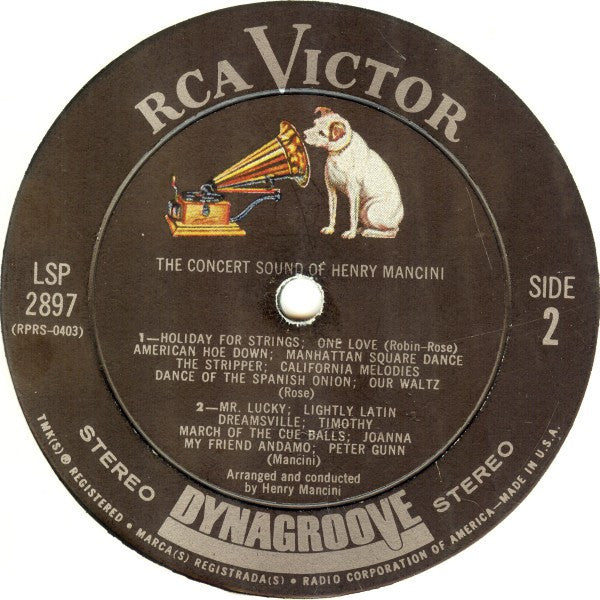 RCA VICTOR
THE CONCERT SOUND OF HENRY MANCINI
LSP
2897
(RPRS-0403)
SIDE
2
1—HOLIDAY FOR STRINGS; ONE LOVE (Robin-Rose)
AMERICAN HOE DOWN; MANHATTAN SQUARE DANCE
THE STRIPPER; CALIFORNIA MELODIES
DANCE OF THE SPANISH ONION; OUR WALTZ
(Rose)
2—MR. LUCKY; LIGHTLY LATIN
DREAMSVILLE; TIMOTHY
MARCH OF THE CUE BALLS; JOANNA
MY FRIEND ANDAMO; PETER GUNN
(Mancini)
Arranged and conducted
by Henry Mancini
STEREO
DYNAGROOVE
STEREO
TMK(S) ® REGISTERED • MARCA(S) REGISTRADA(S) • RADIO CORPORATION OF AMERICA—MADE IN U.S.A.